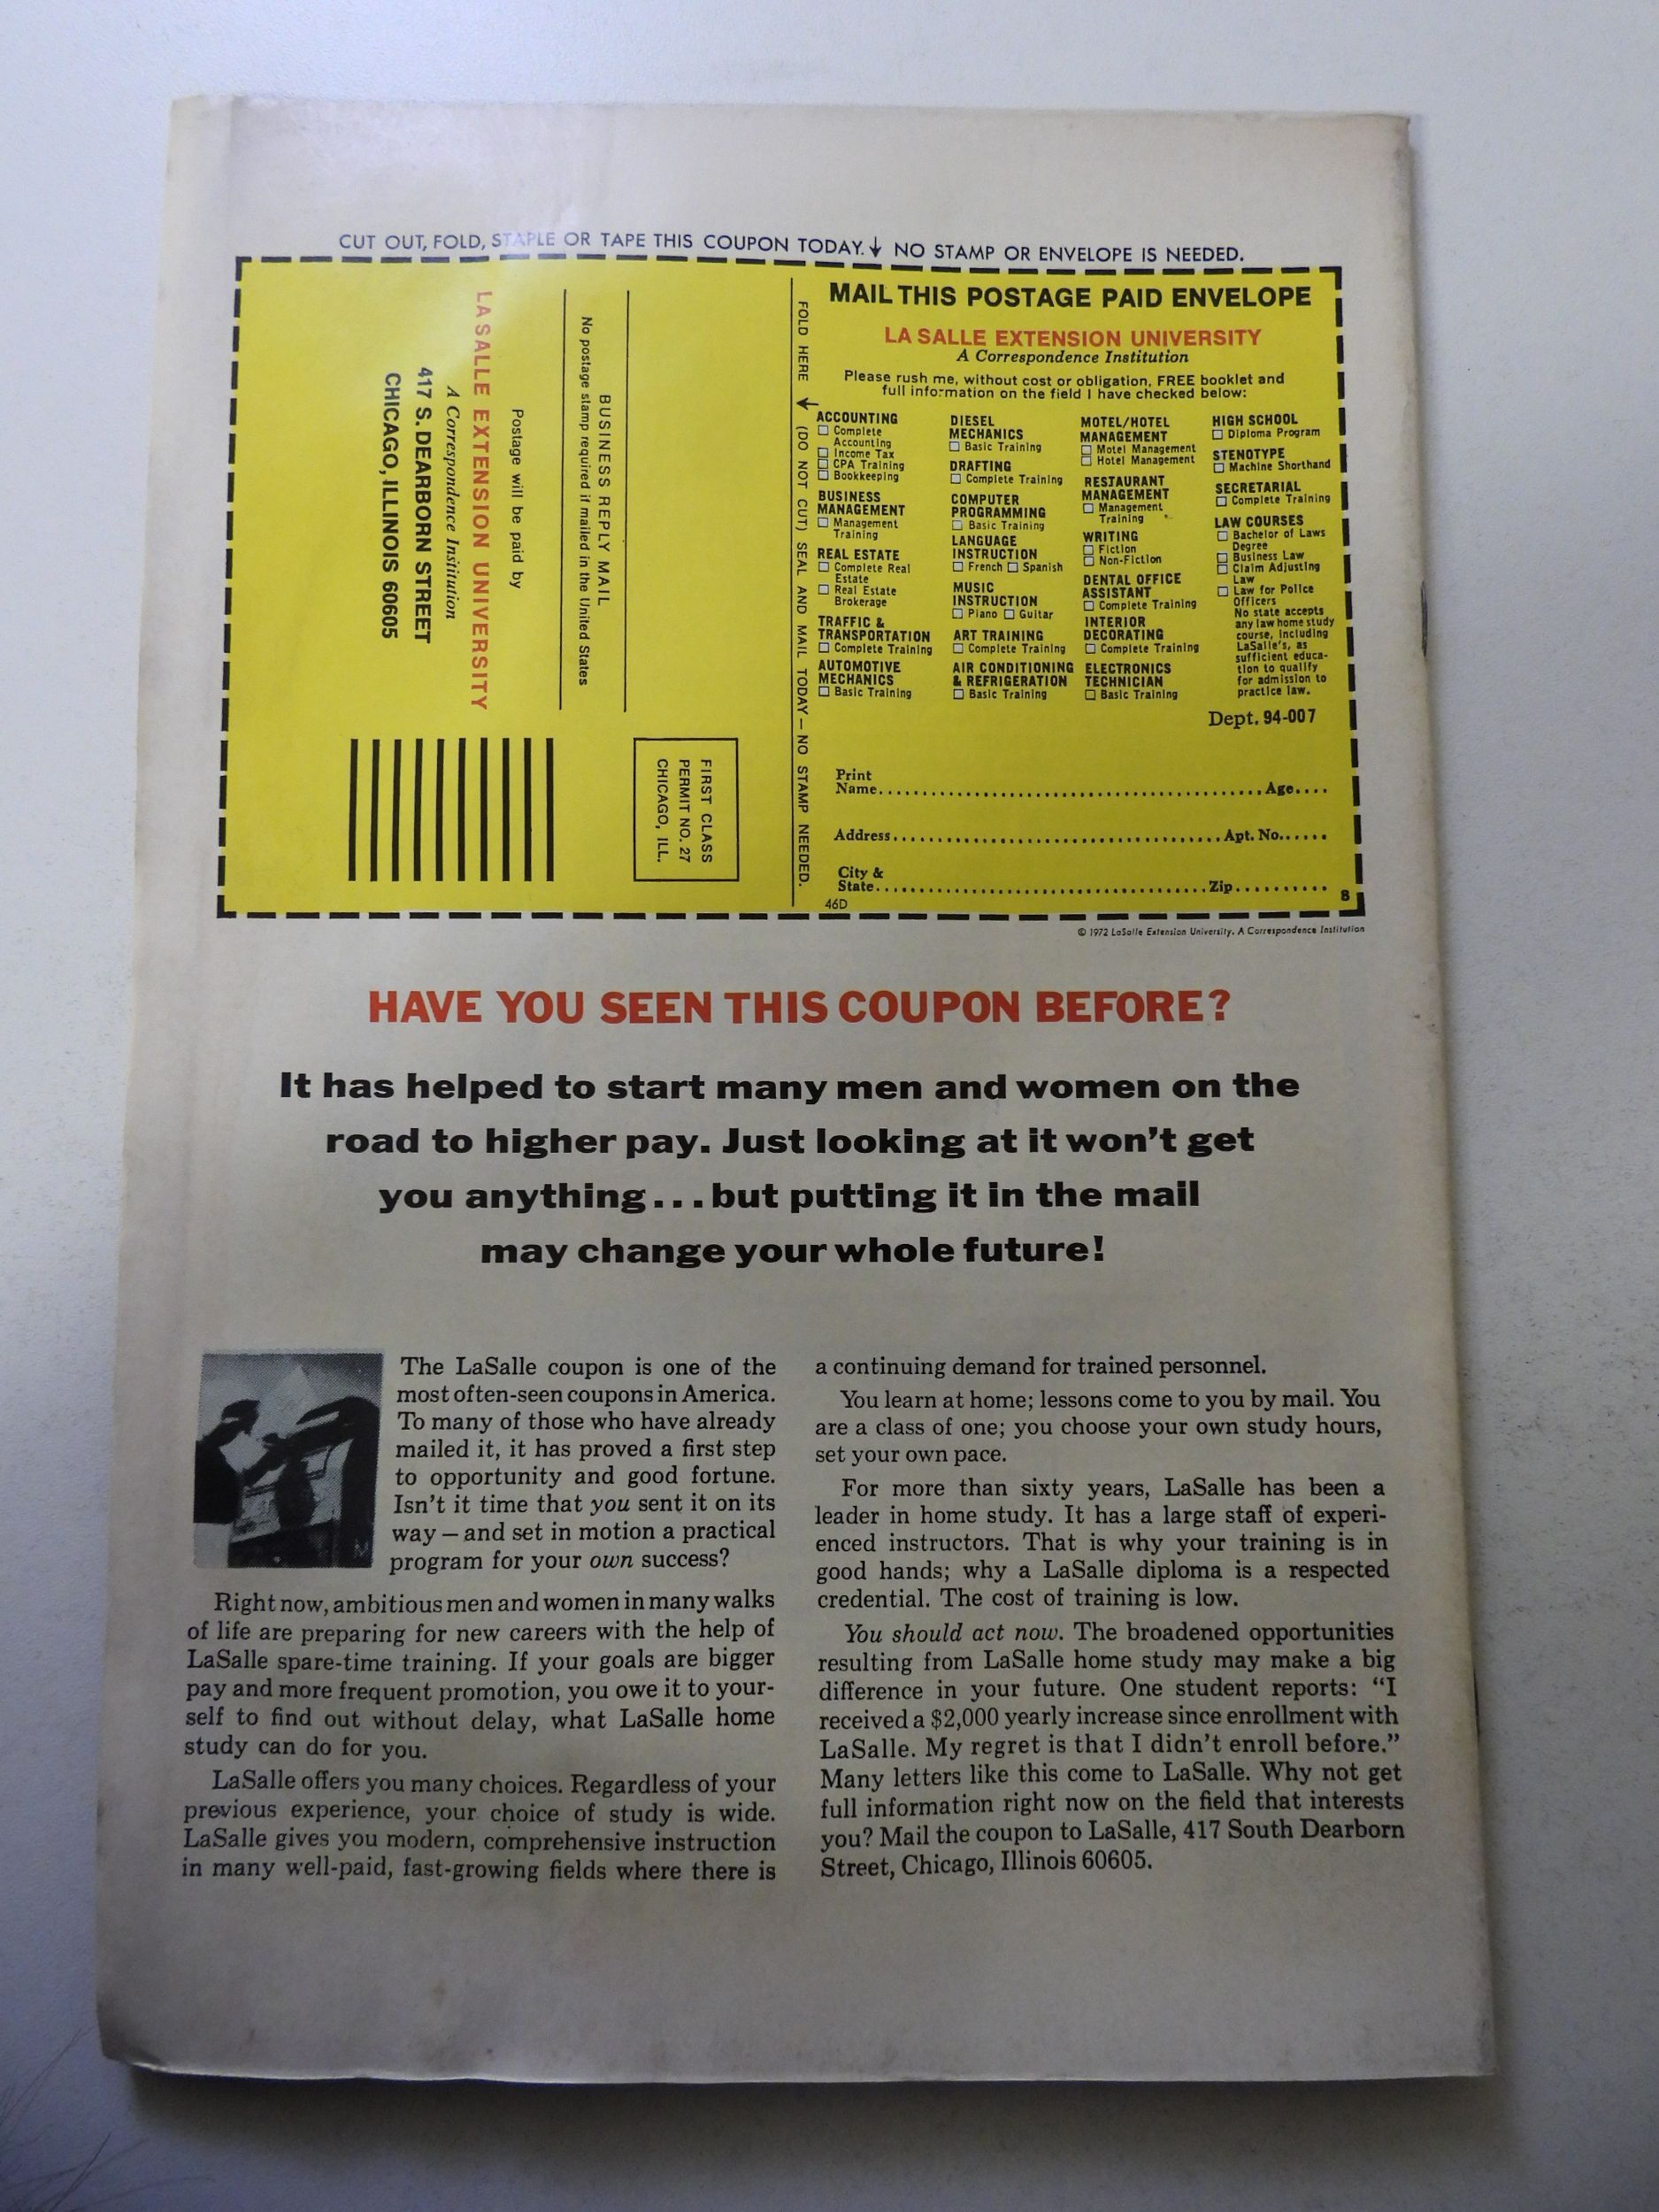 CUT OUT, FOLD, STAPLE OR TAPE THIS COUPON TODAY.↓ NO STAMP OR ENVELOPE IS NEEDED.
LA SALLE EXTENSION UNIVERSITY
A Correspondence Institution
417 S. DEARBORN STREET
CHICAGO, ILLINOIS 60605
Postage will be paid by
No postage stamp required if mailed in the United States
BUSINESS REPLY MAIL
FIRST CLASS
PERMIT NO. 27
CHICAGO, ILL.
FOLD HERE ← (DO NOT CUT) SEAL AND MAIL TODAY — NO STAMP NEEDED.
MAIL THIS POSTAGE PAID ENVELOPE
LA SALLE EXTENSION UNIVERSITY
A Correspondence Institution
Please rush me, without cost or obligation, FREE booklet and
full information on the field I have checked below:
ACCOUNTING
☐ Complete
Accounting
☐ Income Tax
☐ CPA Training
☐ Bookkeeping
BUSINESS
MANAGEMENT
☐ Management
Training
REAL ESTATE
☐ Complete Real
Estate
☐ Real Estate
Brokerage
TRAFFIC &
TRANSPORTATION
☐ Complete Training
AUTOMOTIVE
MECHANICS
☐ Basic Training
DIESEL
MECHANICS
☐ Basic Training
DRAFTING
☐ Complete Training
COMPUTER
PROGRAMMING
☐ Basic Training
LANGUAGE
INSTRUCTION
☐ French ☐ Spanish
MUSIC
INSTRUCTION
☐ Piano ☐ Guitar
ART TRAINING
☐ Complete Training
AIR CONDITIONING
& REFRIGERATION
☐ Basic Training
MOTEL/HOTEL
MANAGEMENT
☐ Motel Management
☐ Hotel Management
RESTAURANT
MANAGEMENT
☐ Management
Training
WRITING
☐ Fiction
☐ Non-Fiction
DENTAL OFFICE
ASSISTANT
☐ Complete Training
INTERIOR
DECORATING
☐ Complete Training
ELECTRONICS
TECHNICIAN
☐ Basic Training
HIGH SCHOOL
☐ Diploma Program
STENOTYPE
☐ Machine Shorthand
SECRETARIAL
☐ Complete Training
LAW COURSES
☐ Bachelor of Laws
Degree
☐ Business Law
☐ Claim Adjusting
Law
☐ Law for Police
Officers
No state accepts
any law home study
course, including
LaSalle's, as
sufficient educa-
tion to qualify
for admission to
practice law.
Dept. 94-007
Print
Name........................................Age....
Address........................................Apt. No......
City &
State........................................Zip..........
46D
8
© 1972 LaSalle Extension University. A Correspondence Institution
HAVE YOU SEEN THIS COUPON BEFORE?
It has helped to start many men and women on the
road to higher pay. Just looking at it won't get
you anything...but putting it in the mail
may change your whole future!
The LaSalle coupon is one of the
most often-seen coupons in America.
To many of those who have already
mailed it, it has proved a first step
to opportunity and good fortune.
Isn't it time that you sent it on its
way – and set in motion a practical
program for your own success?
Right now, ambitious men and women in many walks
of life are preparing for new careers with the help of
LaSalle spare-time training. If your goals are bigger
pay and more frequent promotion, you owe it to your-
self to find out without delay, what LaSalle home
study can do for you.
LaSalle offers you many choices. Regardless of your
previous experience, your choice of study is wide.
LaSalle gives you modern, comprehensive instruction
in many well-paid, fast-growing fields where there is
a continuing demand for trained personnel.
You learn at home; lessons come to you by mail. You
are a class of one; you choose your own study hours,
set your own pace.
For more than sixty years, LaSalle has been a
leader in home study. It has a large staff of experi-
enced instructors. That is why your training is in
good hands; why a LaSalle diploma is a respected
credential. The cost of training is low.
You should act now. The broadened opportunities
resulting from LaSalle home study may make a big
difference in your future. One student reports: “I
received a $2,000 yearly increase since enrollment with
LaSalle. My regret is that I didn't enroll before.”
Many letters like this come to LaSalle. Why not get
full information right now on the field that interests
you? Mail the coupon to LaSalle, 417 South Dearborn
Street, Chicago, Illinois 60605.